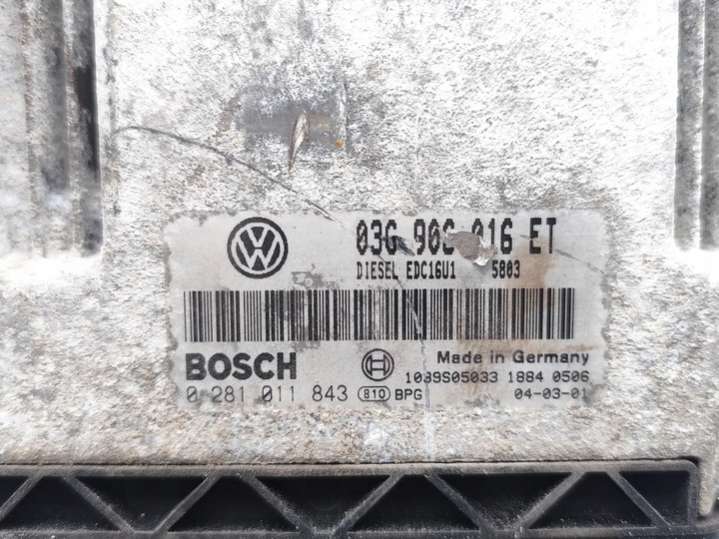 03G 906 016 ET
DIESEL EDC16U1 5803
BOSCH
Made in Germany
1039S05033 1884 0506
0 281 011 843 810 BPG 04-03-01